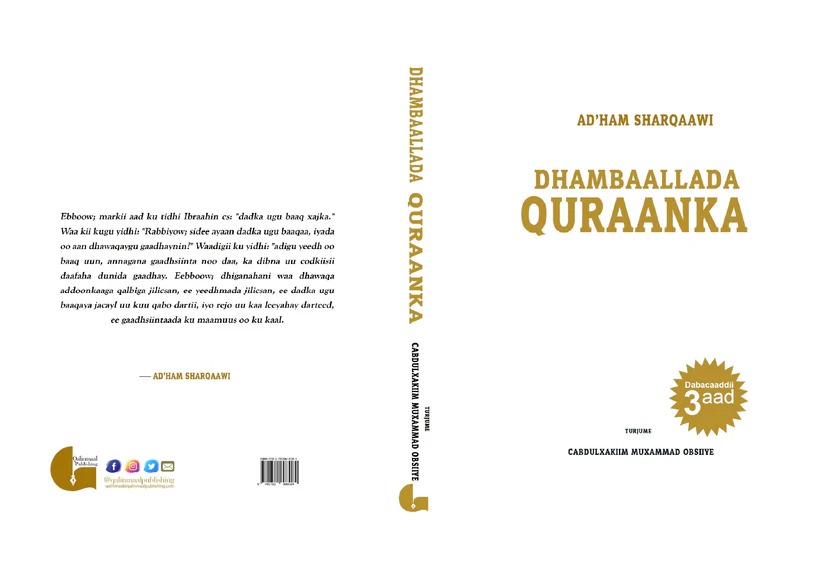 Ebboow; markii aad ku tidhi Ibraahin cs: "dadka ugu baaq xajka."
Waa kii kugu yidhi: "Rabbiyow; sidee ayaan dadka ugu baaqaa, iyada
oo aan dhawaqaygu gaadhaynin?" Waadigii ku yidhi: "adigu yeedh oo
baaq uun, annagana gaadhsiinta noo daa, ka dibna uu codkiisii
daafaha dunida gaadhay. Eebboow; dhiganahani waa dhawaqa
addoonkaaga qalbiga jilicsan, ee yeedhmada jilicsan, ee dadka ugu
baaqaya jacayl uu kuu qabo dartii, iyo rejo uu kaa leeyahay darteed,
ee gaadhsiintaada ku maamuus oo ku kaal.
— AD'HAM SHARQAAWI
Qalinmaal
Publishing
@qalinmaalpublishing
DHAMBAALLADA QURAANKA
TURJUME
CABDULXAKIIM MUXAMMAD OBSIIYE
AD'HAM SHARQAAWI
DHAMBAALLADA
QURAANKA
Dabacaaddii
3aad
TURJUME
CABDULXAKIIM MUXAMMAD OBSIIYE